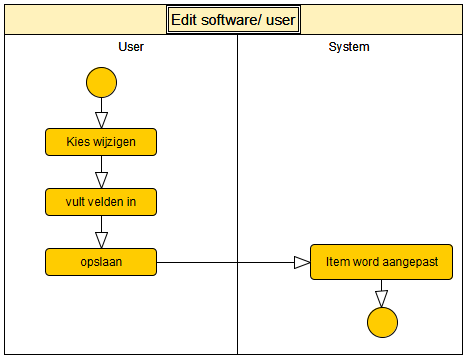 Edit software/ user
User
System
Kies wijzigen
vult velden in
opslaan
Item word aangepast